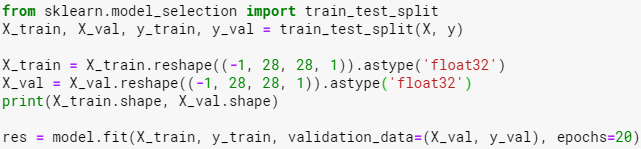 from sklearn.model_selection import train_test_split
X_train, X_val, y_train, y_val = train_test_split(X, y)
X_train = X_train.reshape((-1, 28, 28, 1)).astype('float32')
X_val = X_val.reshape((-1, 28, 28, 1)).astype('float32')
print(X_train.shape, X_val.shape)
res = model.fit(X_train, y_train, validation_data=(X_val, y_val), epochs=20)